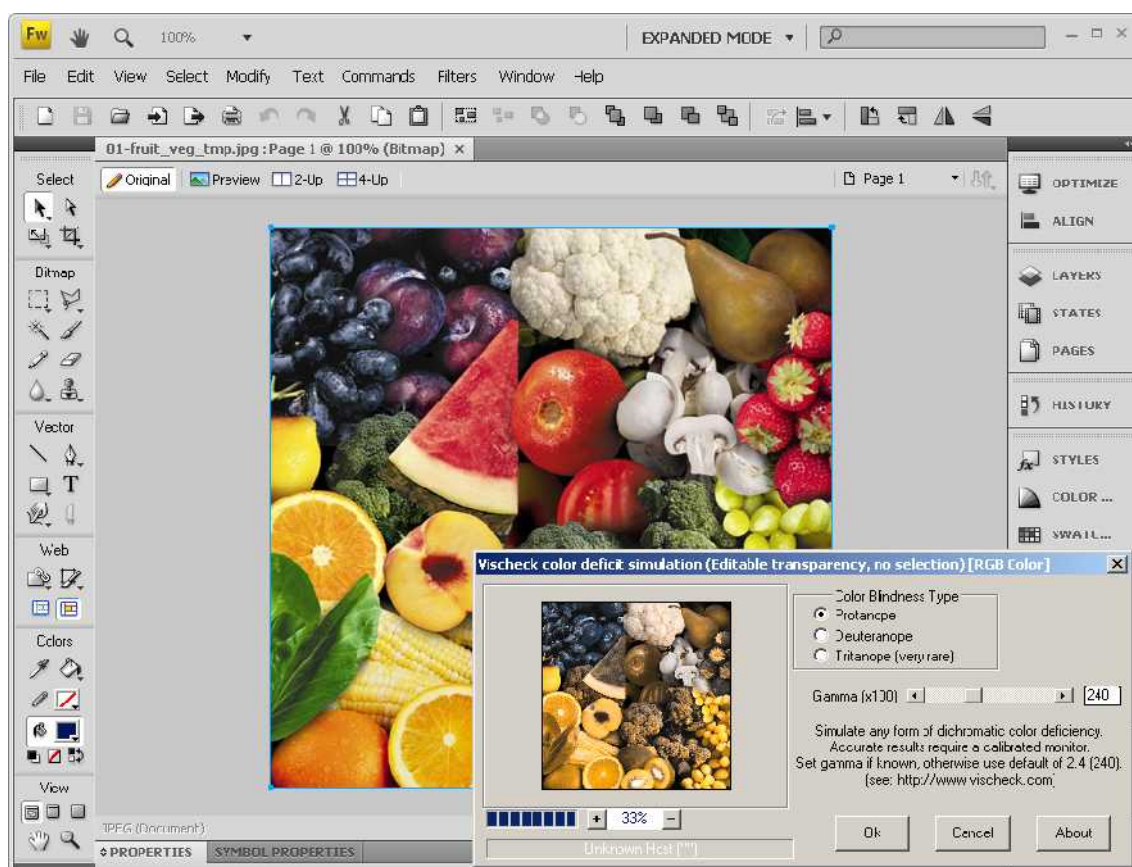 Fw 100% EXPANDED MODE
File Edit View Select Modify Text Commands Filters Window Help
01-fruit_veg_tmp.jpg : Page 1 @ 100% (Bitmap) ×
Select
Original Preview 2-Up 4-Up Page 1
OPTIMIZE
ALIGN
Bitmap
LAYERS
STATES
PAGES
HISTORY
Vector
STYLES
COLOR ...
SWAT...
Web
Colors
View
Vischeck color deficit simulation (Editable transparency, no selection) [RGB Color]
Color Blindness Type
Protanope
Deuteranope
Tritanope (very rare)
Gamma (x100) 240
Simulate any form of dichromatic color deficiency.
Accurate results require a calibrated monitor.
Set gamma if known, otherwise use default of 2.4 (240).
(see: http://www.vischeck.com)
+ 33% −
Unknown Host ("")
Ok Cancel About
JPEG (Document)
PROPERTIES SYMBOL PROPERTIES